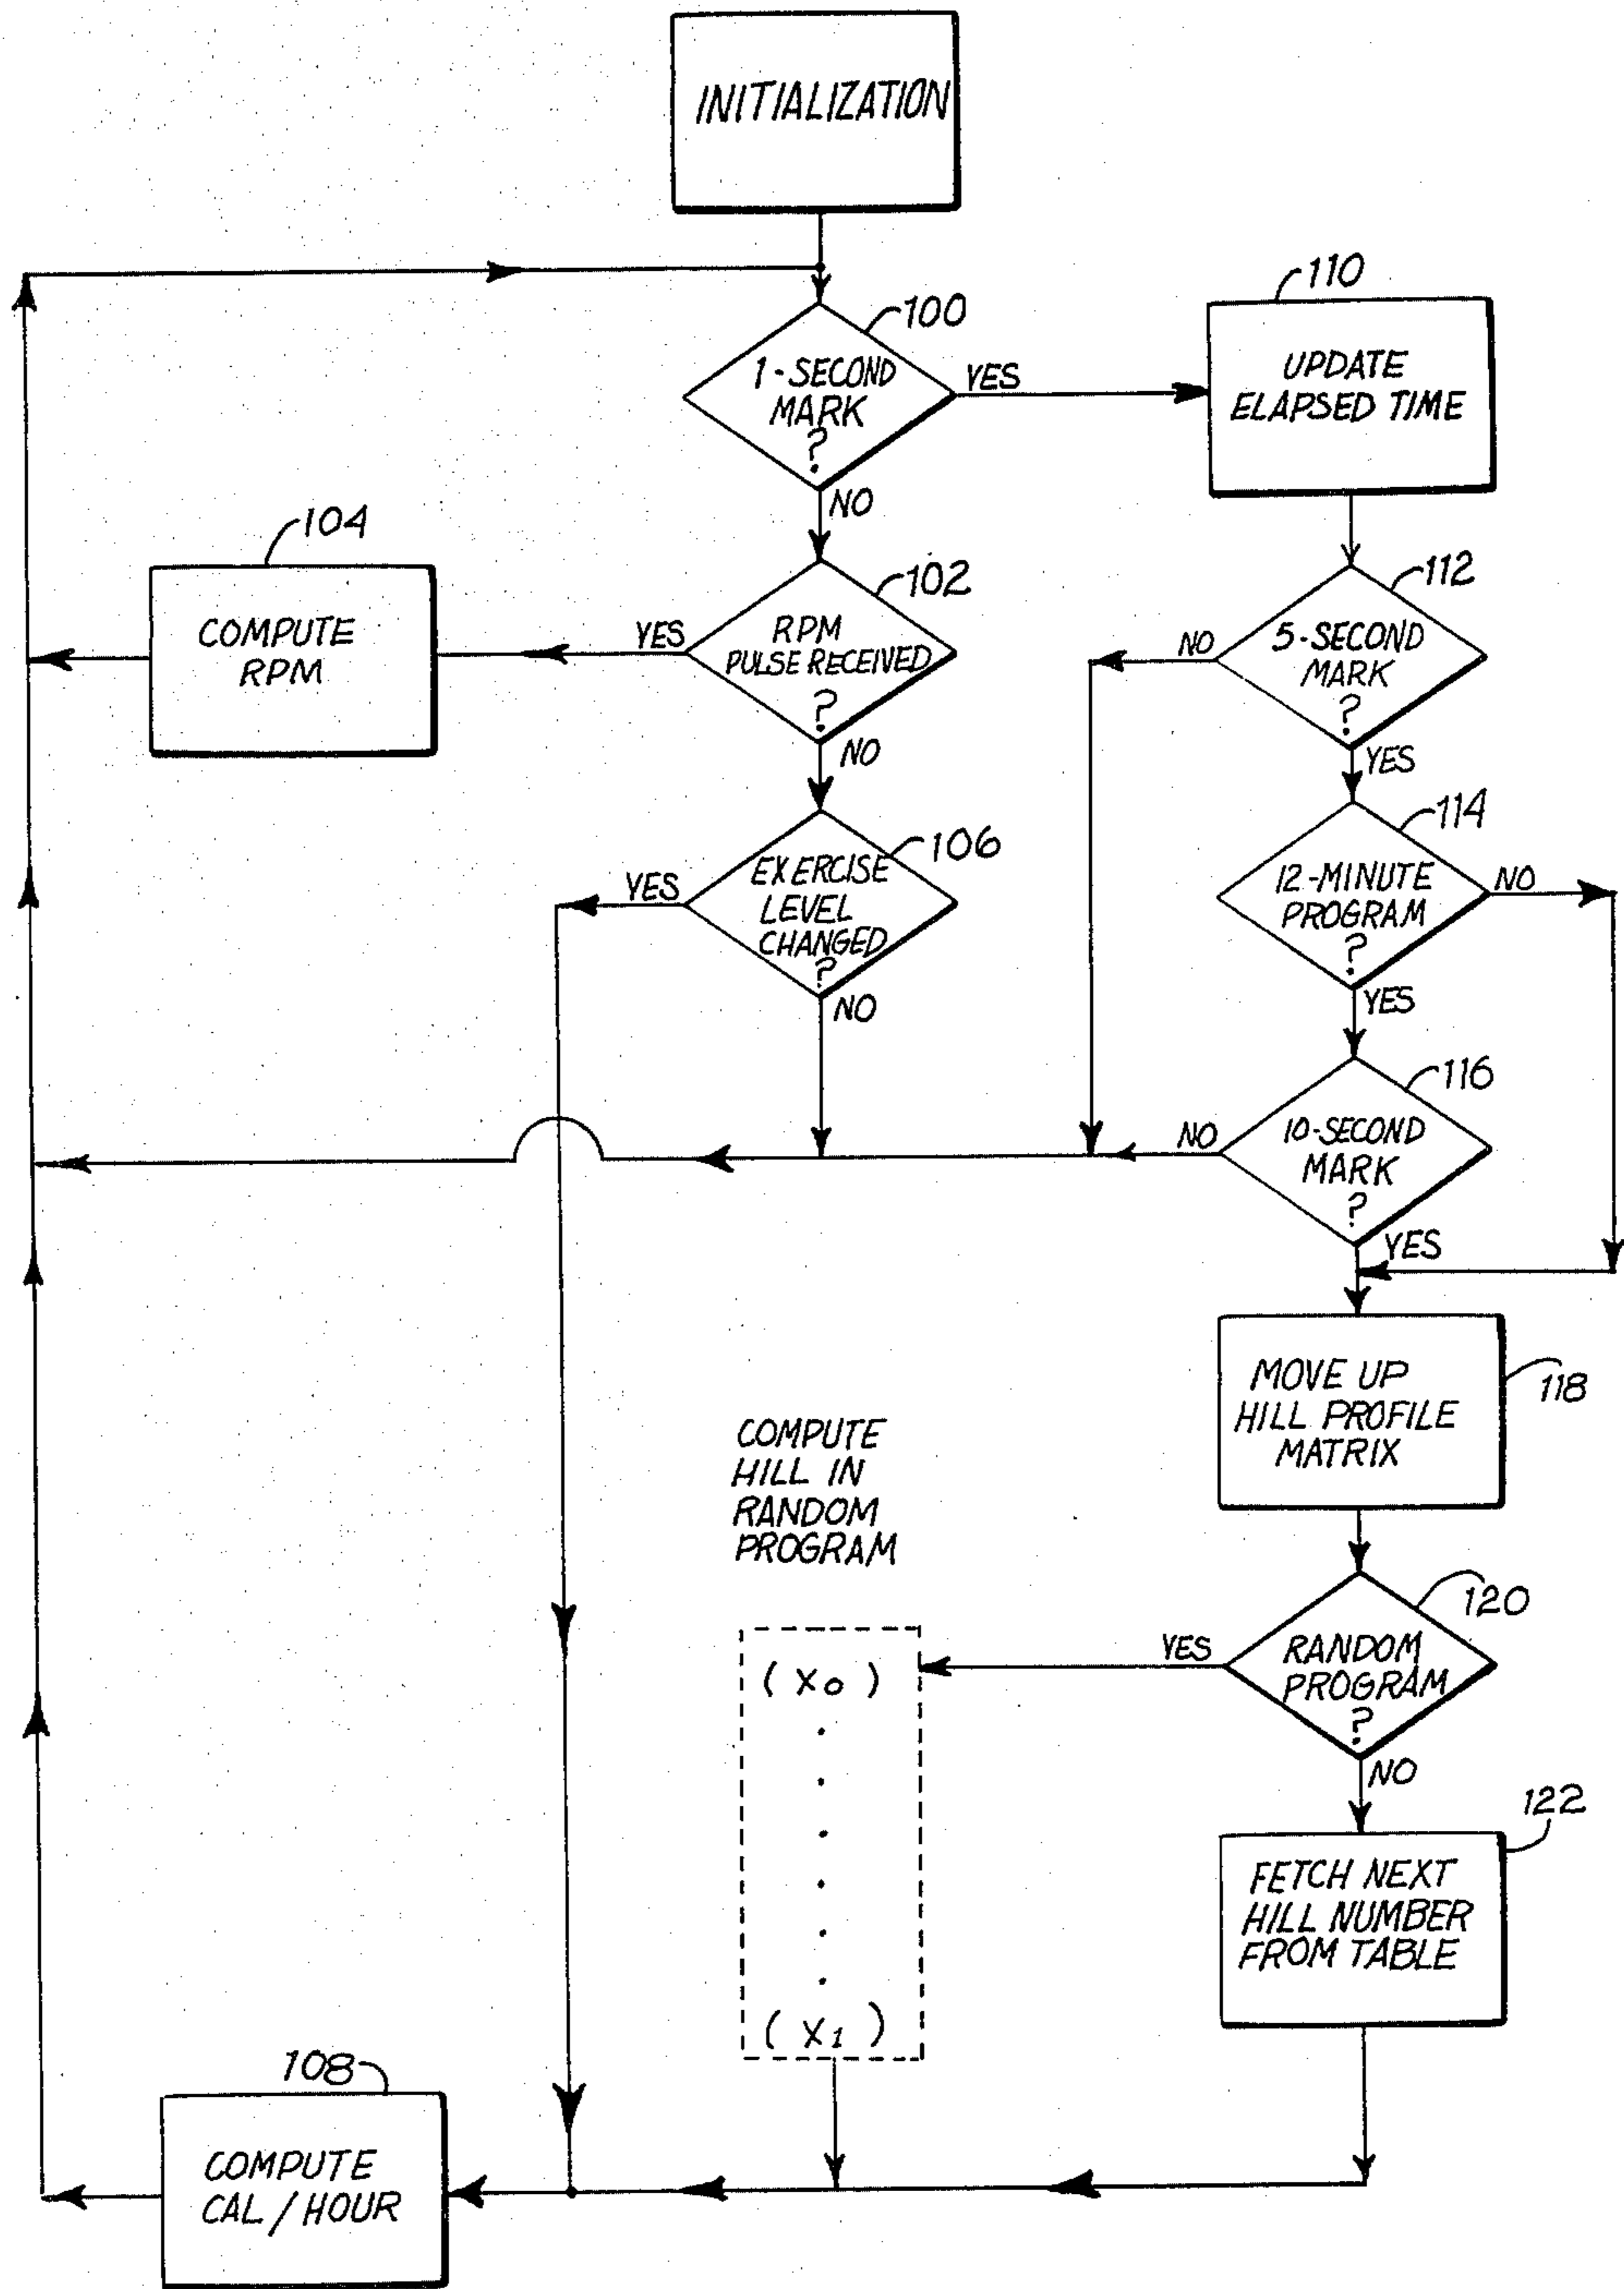 INITIALIZATION
100
1-SECOND
MARK
?
YES
NO
110
UPDATE
ELAPSED TIME
104
COMPUTE
RPM
102
RPM
PULSE RECEIVED
?
YES
NO
112
5-SECOND
MARK
?
NO
YES
106
EXERCISE
LEVEL
CHANGED
?
YES
NO
114
12-MINUTE
PROGRAM
?
NO
YES
116
10-SECOND
MARK
?
NO
YES
118
MOVE UP
HILL PROFILE
MATRIX
COMPUTE
HILL IN
RANDOM
PROGRAM
120
RANDOM
PROGRAM
?
YES
NO
(X0)
.
.
.
.
.
.
(X1)
122
FETCH NEXT
HILL NUMBER
FROM TABLE
108
COMPUTE
CAL/HOUR